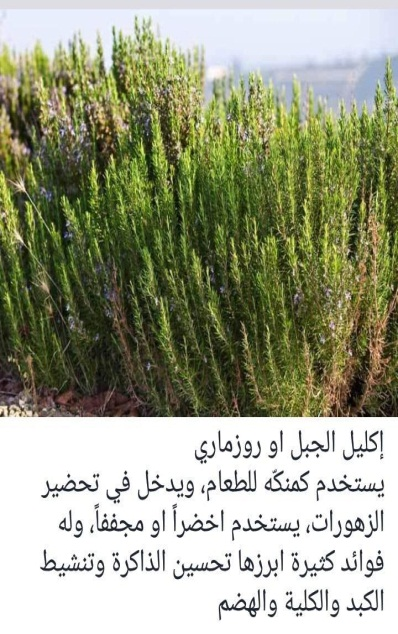 إكليل الجبل او روزماري
يستخدم كمنكّه للطعام، ويدخل في تحضير
الزهورات، يستخدم اخضراً او مجففاً، وله
فوائد كثيرة ابرزها تحسين الذاكرة وتنشيط
الكبد والكلية والهضم